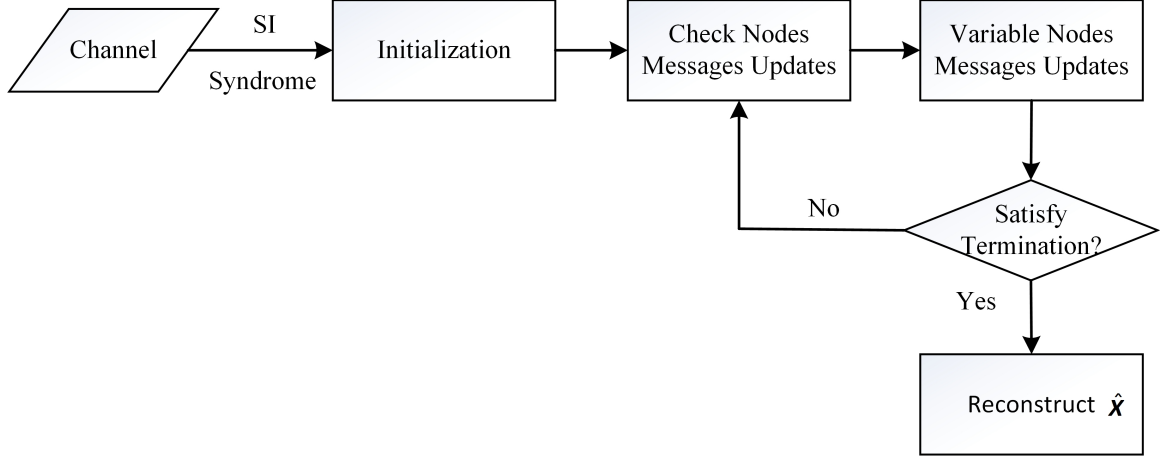 SI
Channel
Syndrome
Initialization
Check Nodes
Messages Updates
Variable Nodes
Messages Updates
No
Satisfy
Termination?
Yes
Reconstruct X̂